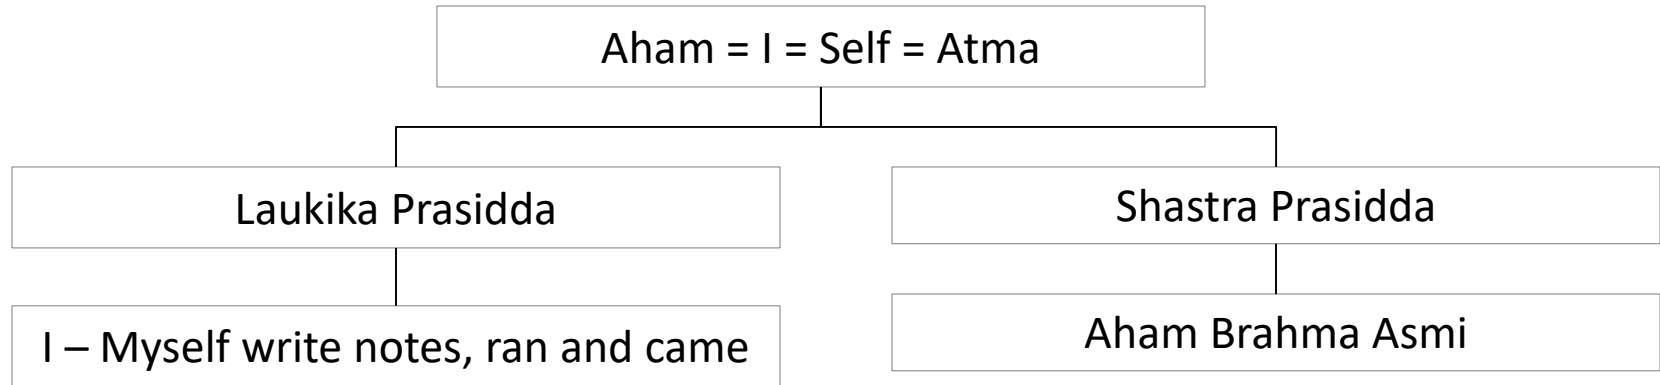 Aham = I = Self = Atma
Laukika Prasidda
Shastra Prasidda
I – Myself write notes, ran and came
Aham Brahma Asmi